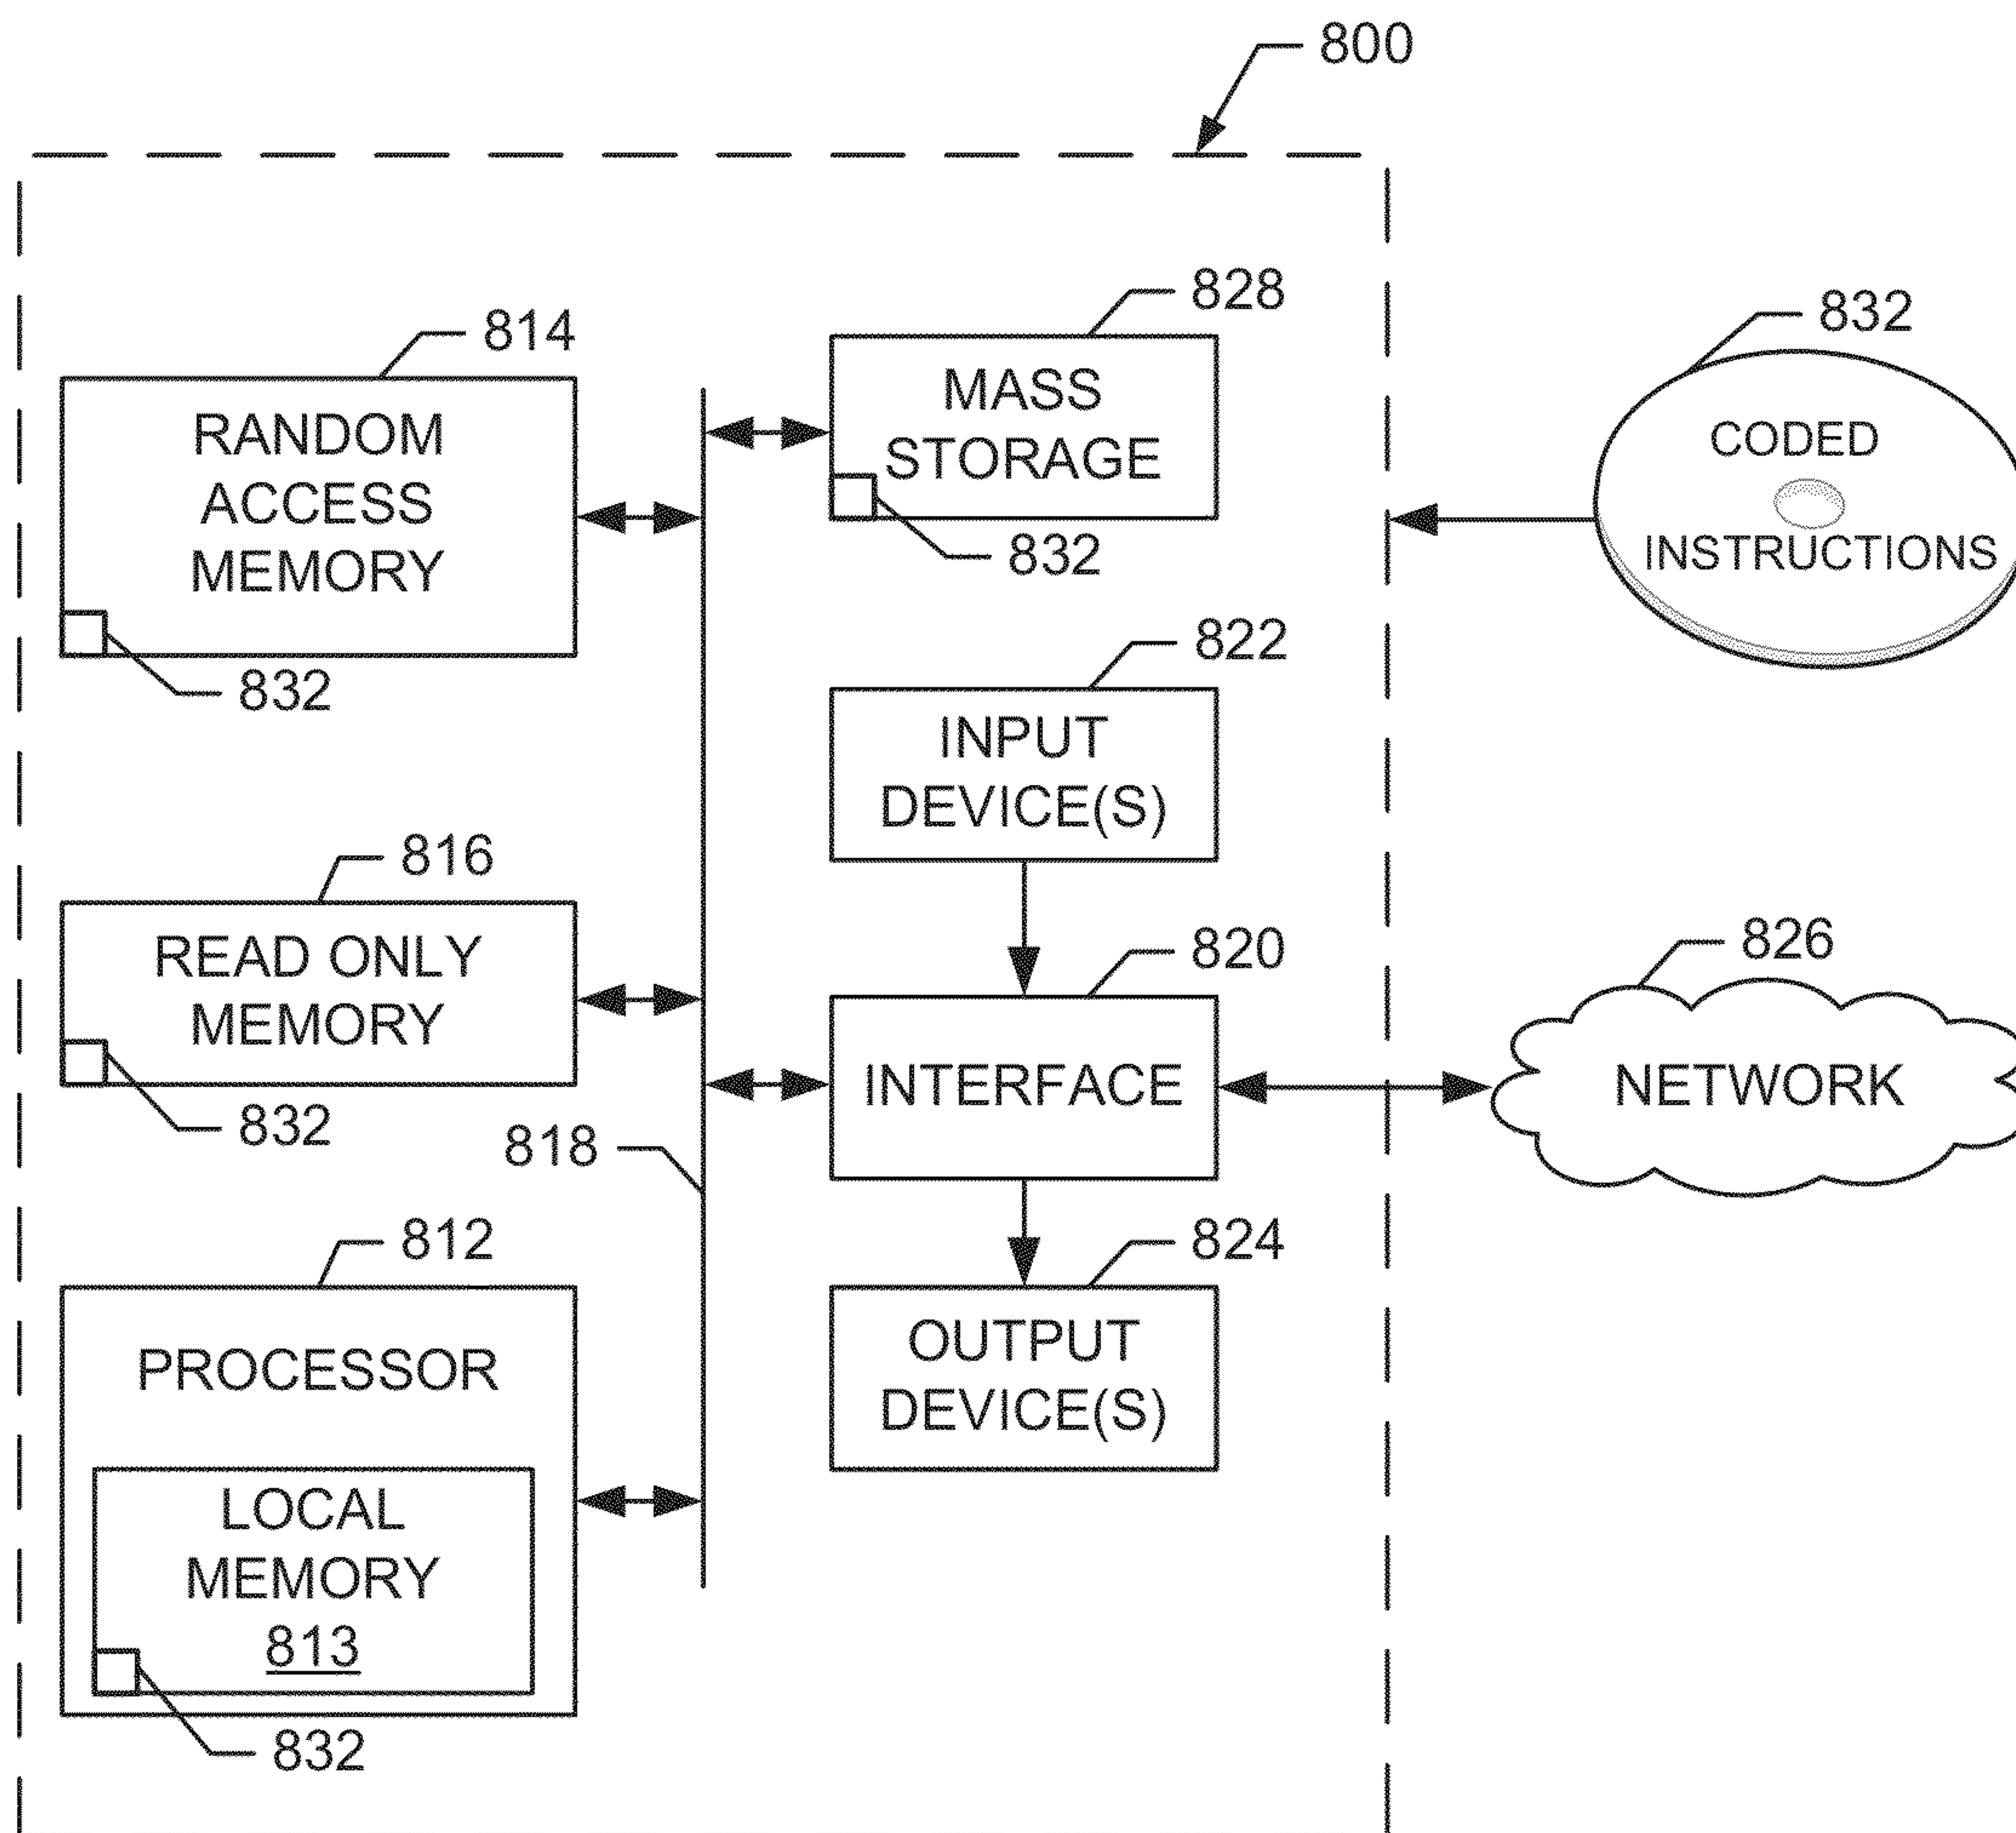 800
828
814
832
MASS
STORAGE
RANDOM
ACCESS
MEMORY
CODED
INSTRUCTIONS
832
832
822
INPUT
DEVICE(S)
816
READ ONLY
MEMORY
820
826
INTERFACE
NETWORK
832
818
812
824
PROCESSOR
OUTPUT
DEVICE(S)
LOCAL
MEMORY
813
832